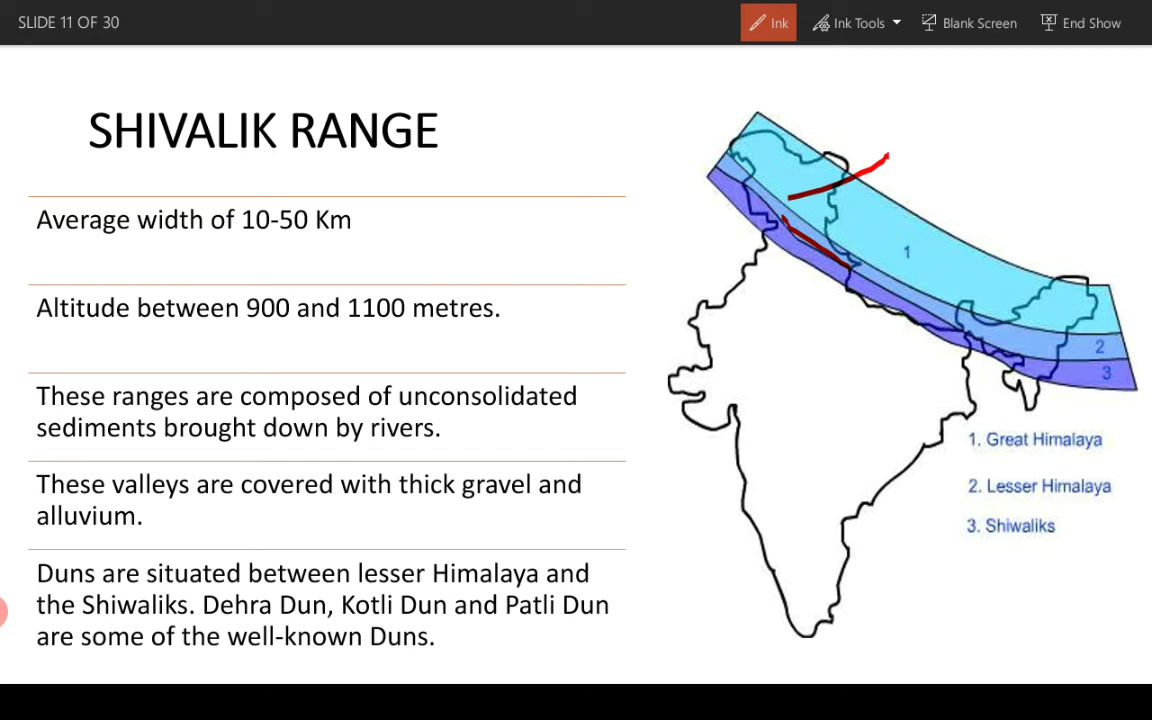 SLIDE 11 OF 30
Ink
Ink Tools
Blank Screen
End Show
SHIVALIK RANGE
Average width of 10-50 Km
Altitude between 900 and 1100 metres.
These ranges are composed of unconsolidated
sediments brought down by rivers.
These valleys are covered with thick gravel and
alluvium.
Duns are situated between lesser Himalaya and
the Shiwaliks. Dehra Dun, Kotli Dun and Patli Dun
are some of the well-known Duns.
1
2
3
1. Great Himalaya
2. Lesser Himalaya
3. Shiwaliks